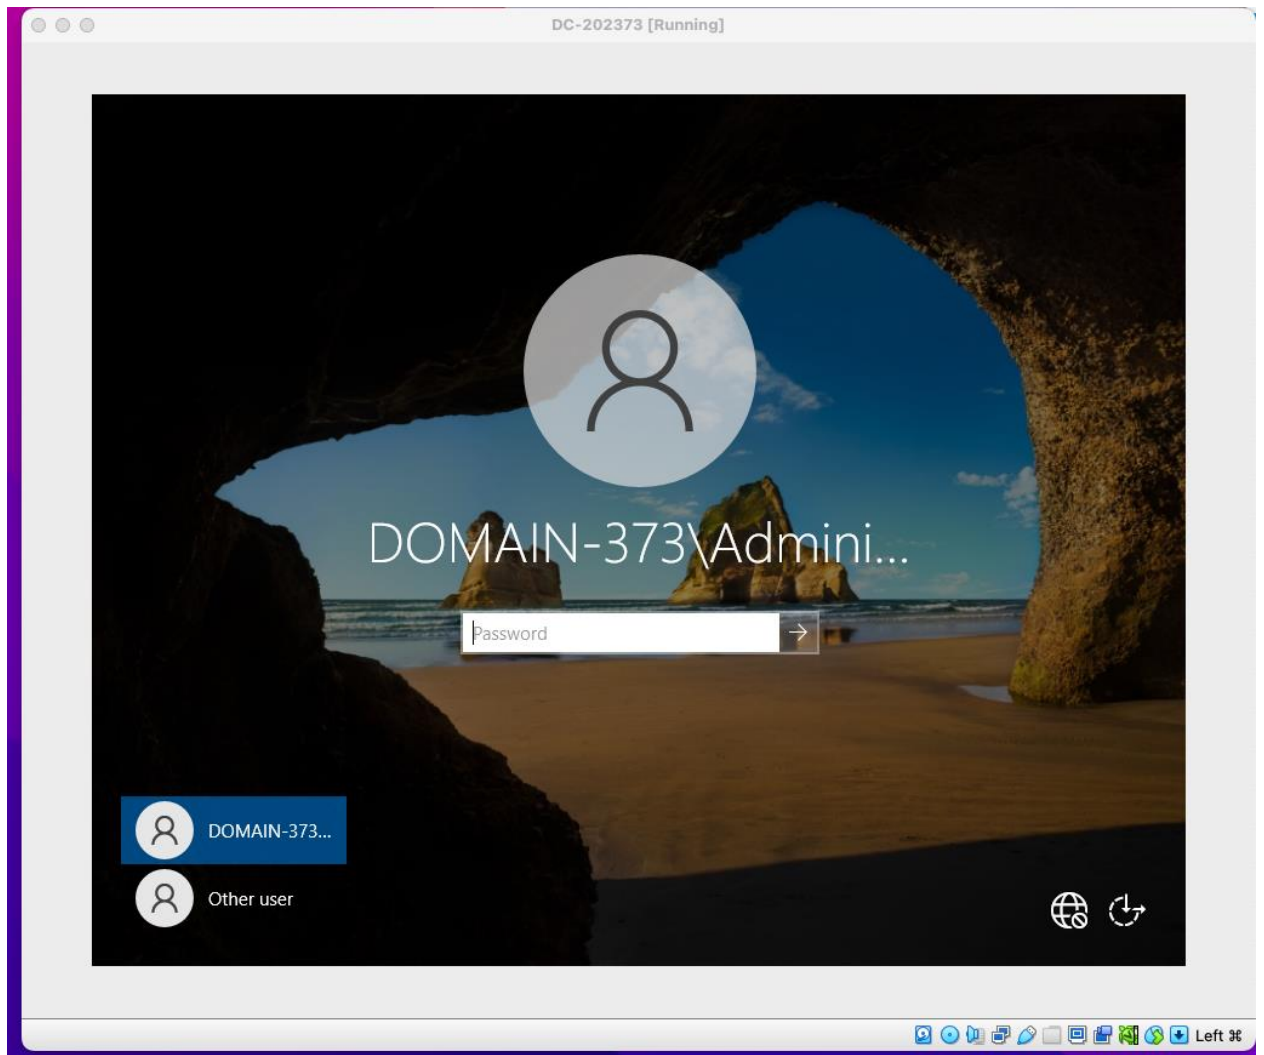 DC-202373 [Running]
DOMAIN-373\Admini...
Password
DOMAIN-373...
Other user
Left ⌘